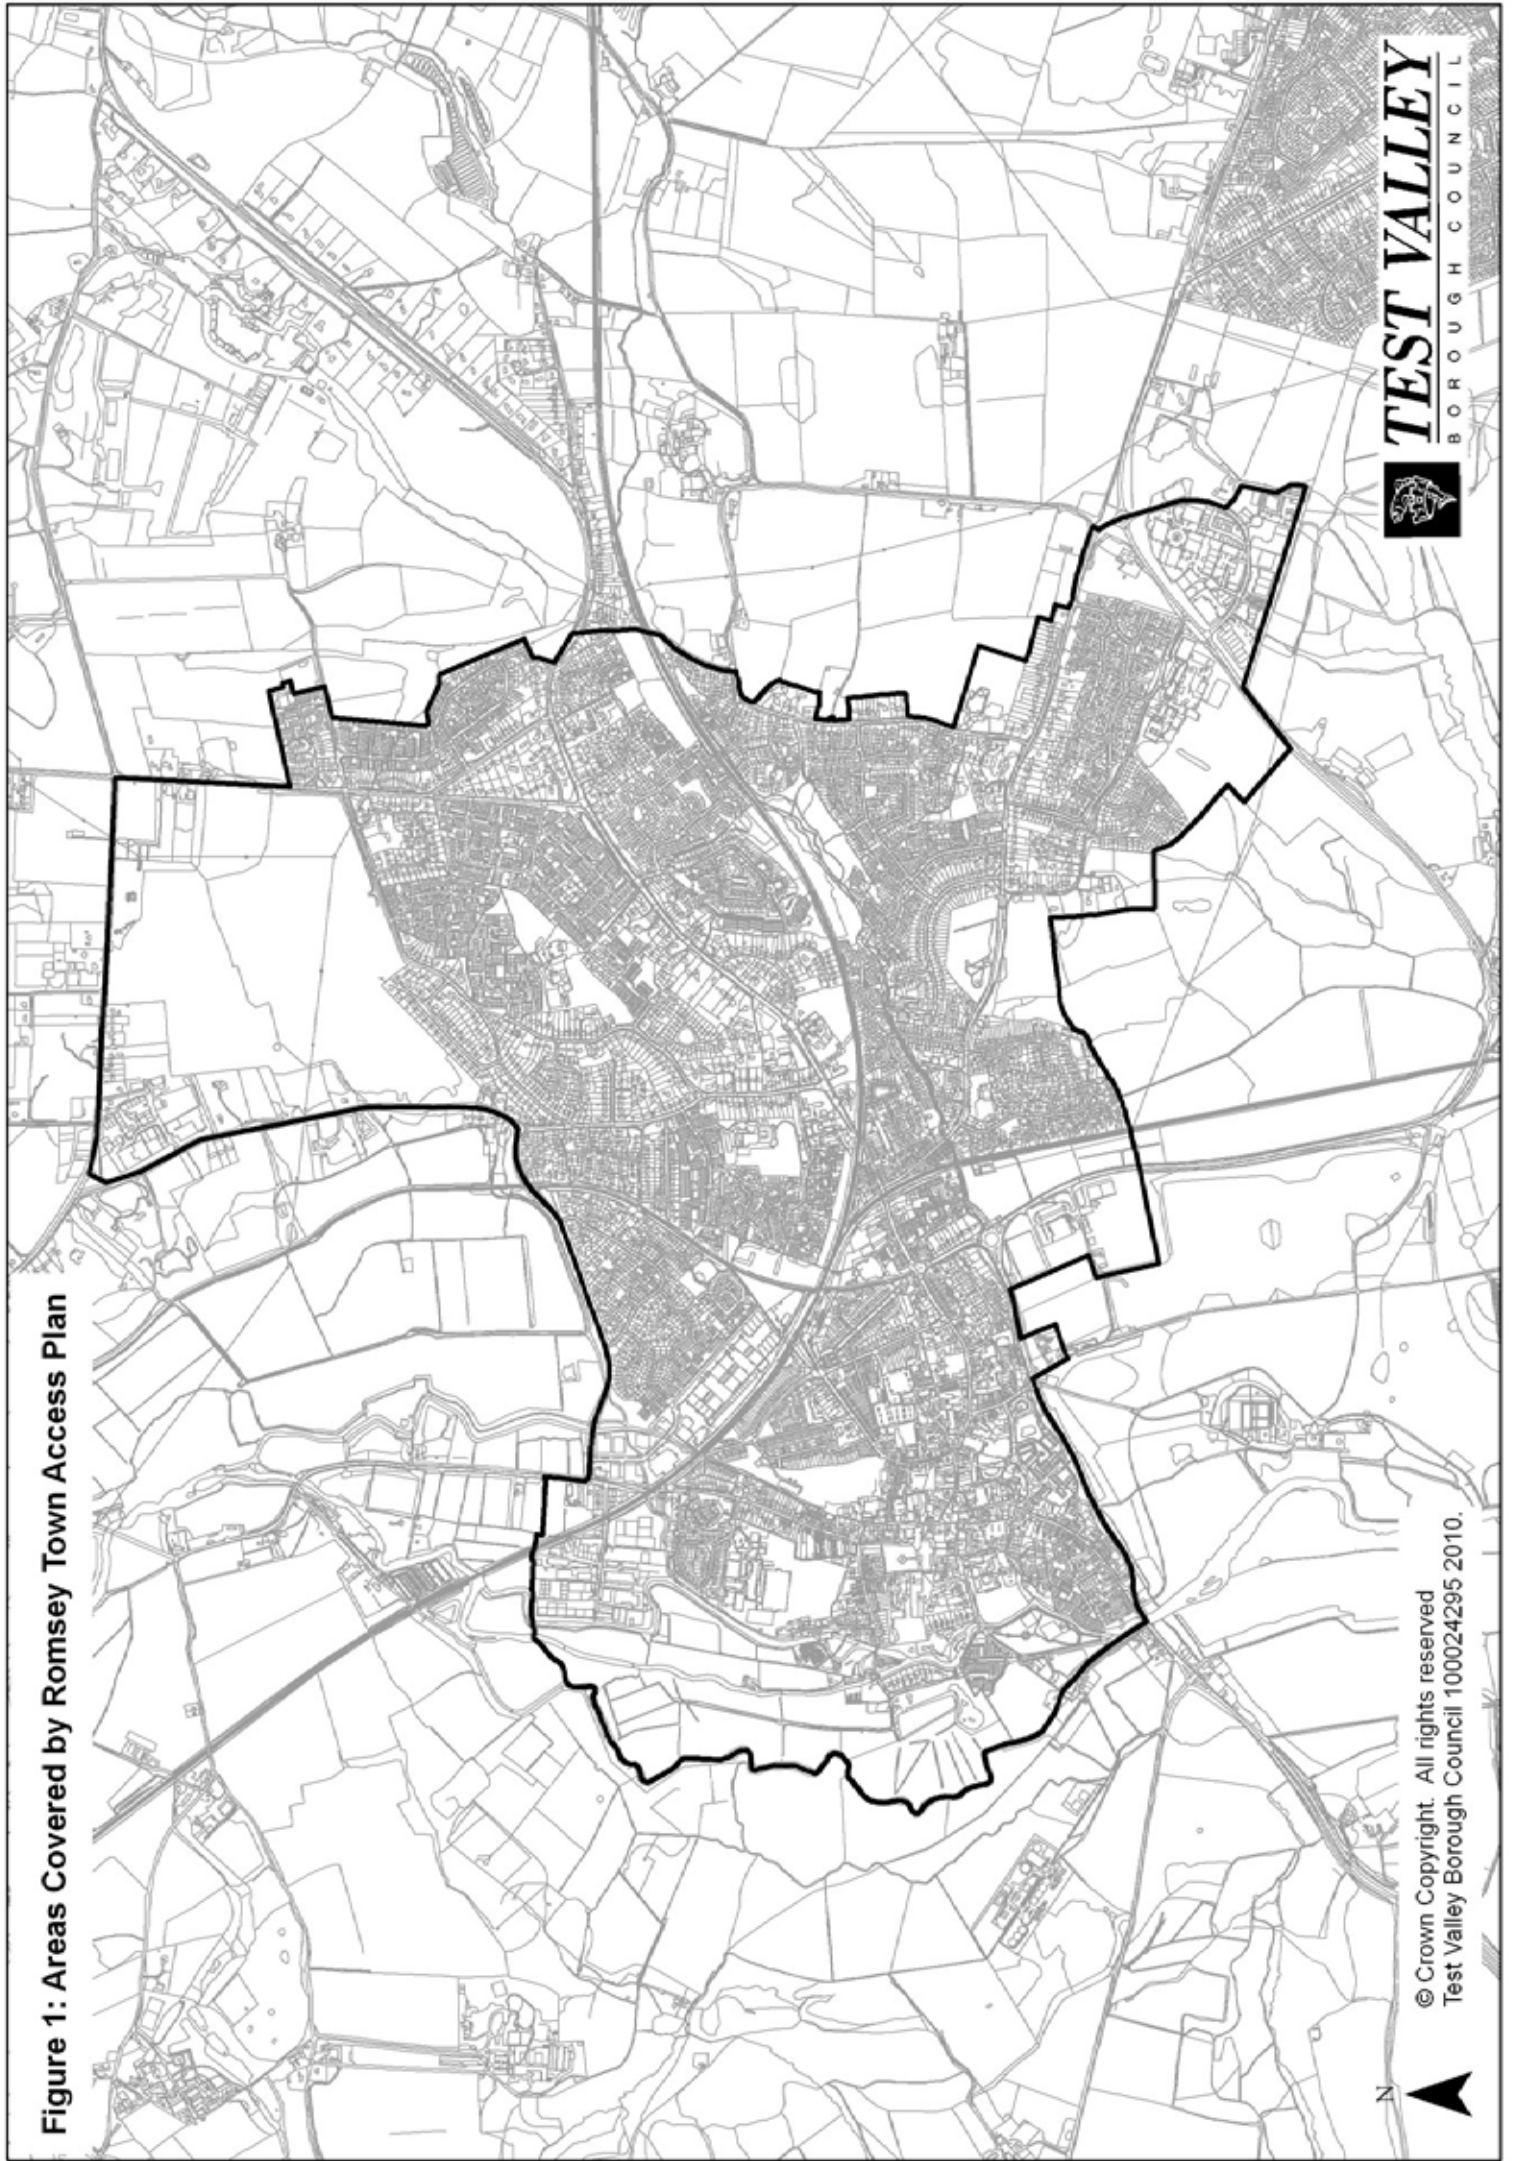 Figure 1: Areas Covered by Romsey Town Access Plan
TEST VALLEY
BOROUGH COUNCIL
© Crown Copyright. All rights reserved
Test Valley Borough Council 100024295 2010.
N